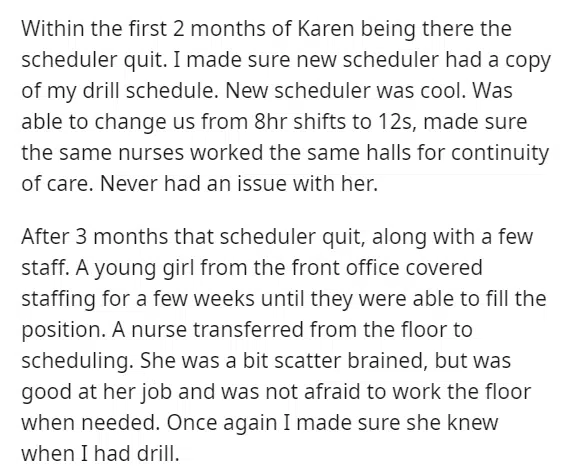 Within the first 2 months of Karen being there the
scheduler quit. I made sure new scheduler had a copy
of my drill schedule. New scheduler was cool. Was
able to change us from 8hr shifts to 12s, made sure
the same nurses worked the same halls for continuity
of care. Never had an issue with her.
After 3 months that scheduler quit, along with a few
staff. A young girl from the front office covered
staffing for a few weeks until they were able to fill the
position. A nurse transferred from the floor to
scheduling. She was a bit scatter brained, but was
good at her job and was not afraid to work the floor
when needed. Once again I made sure she knew
when I had drill.